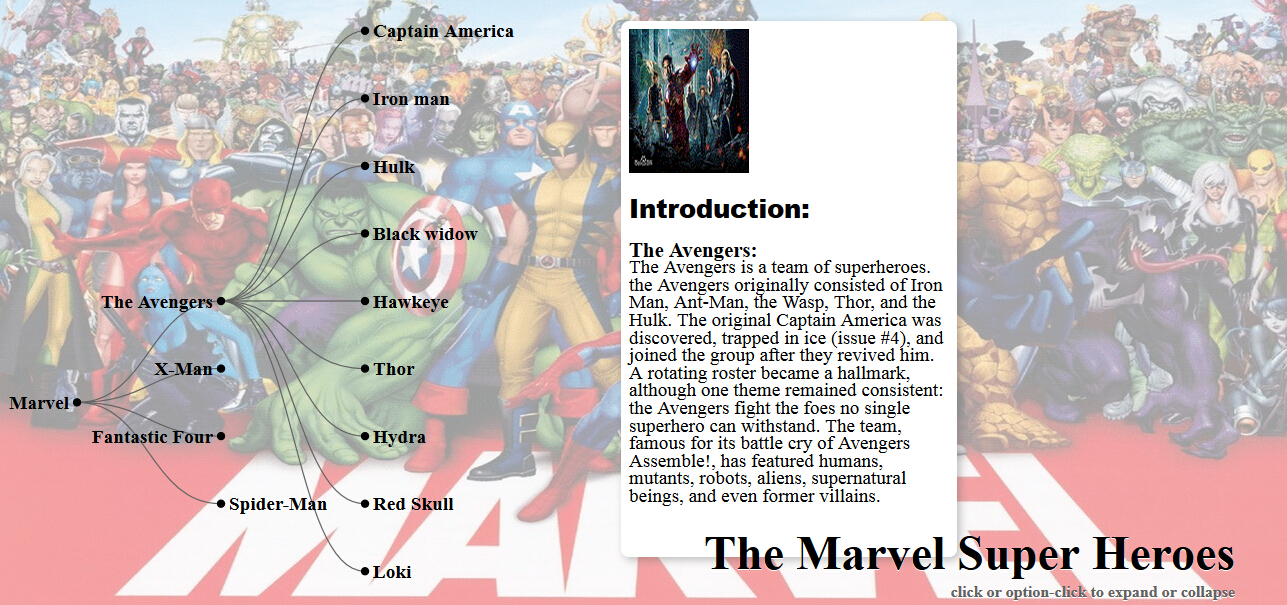 Captain America
Iron man
Hulk
Black widow
The Avengers
Hawkeye
X-Man
Thor
Marvel
Fantastic Four
Hydra
Spider-Man
Red Skull
Loki
Introduction:
The Avengers:
The Avengers is a team of superheroes.
the Avengers originally consisted of Iron
Man, Ant-Man, the Wasp, Thor, and the
Hulk. The original Captain America was
discovered, trapped in ice (issue #4), and
joined the group after they revived him.
A rotating roster became a hallmark,
although one theme remained consistent:
the Avengers fight the foes no single
superhero can withstand. The team,
famous for its battle cry of Avengers
Assemble!, has featured humans,
mutants, robots, aliens, supernatural
beings, and even former villains.
MARVEL
The Marvel Super Heroes
click or option-click to expand or collapse